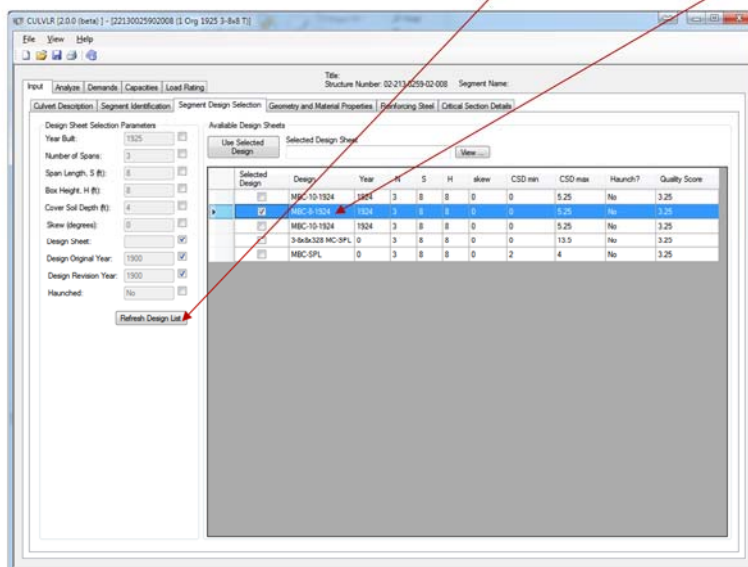 CULVLR [2.0.0 (beta) ] - [22130025902008 (1 Org 1925 3-8x8 T)]
File View Help
Title:
Structure Number: 02-213-0259-02-008 Segment Name:
Input Analyze Demands Capacities Load Rating
Culvert Description Segment Identification Segment Design Selection Geometry and Material Properties Reinforcing Steel Critical Section Details
Design Sheet Selection Parameters
Year Built: 1925
Number of Spans: 3
Span Length, S (ft): 8
Box Height, H (ft): 8
Cover Soil Depth (ft): 4
Skew (degrees): 0
Design Sheet:
Design Original Year: 1900
Design Revision Year: 1900
Haunched: No
Refresh Design List
Available Design Sheets
Use Selected Design
Selected Design Sheet
View ...
Selected Design Design Year N S H skew CSD min CSD max Haunch? Quality Score
MBC-10-1924 1924 3 8 8 0 0 5.25 No 3.25
MBC-8-1924 1924 3 8 8 0 0 5.25 No 3.25
MBC-10-1924 1924 3 8 8 0 0 5.25 No 3.25
3-8x8x328 MC-SPL 0 3 8 8 0 0 13.5 No 3.25
MBC-SPL 0 3 8 8 0 2 4 No 3.25